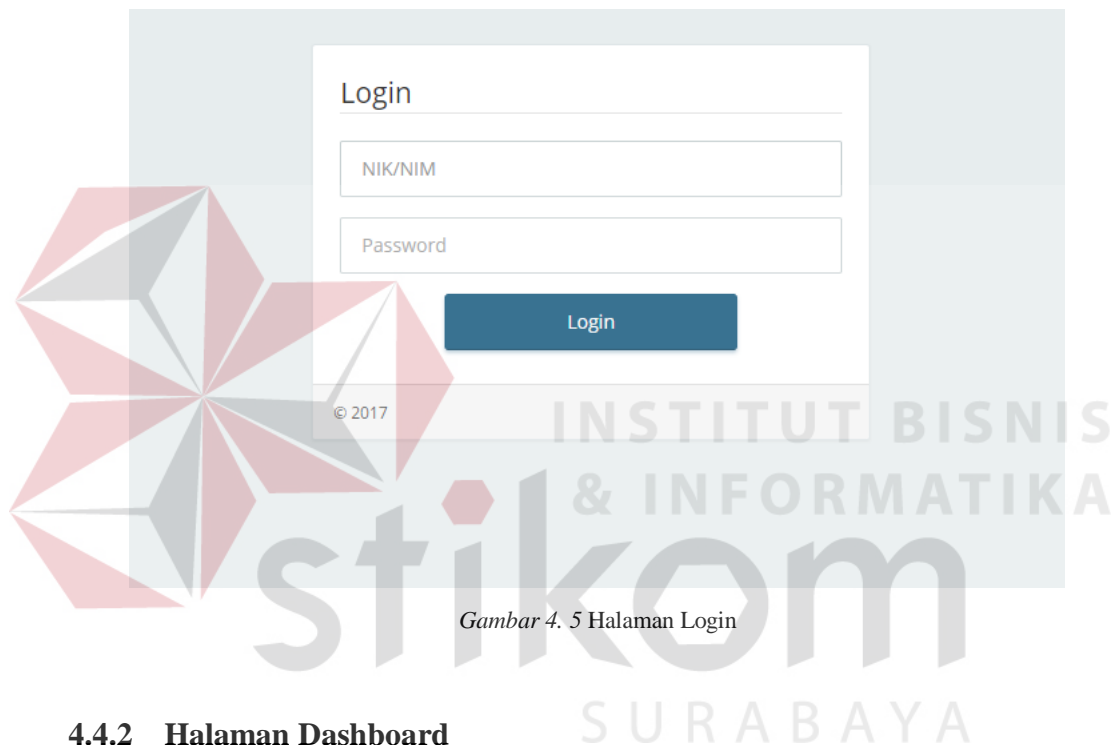 Login
NIK/NIM
Password
Login
© 2017
INSTITUT BISNIS
& INFORMATIKA
stikom
SURABAYA
Gambar 4. 5 Halaman Login
4.4.2 Halaman Dashboard